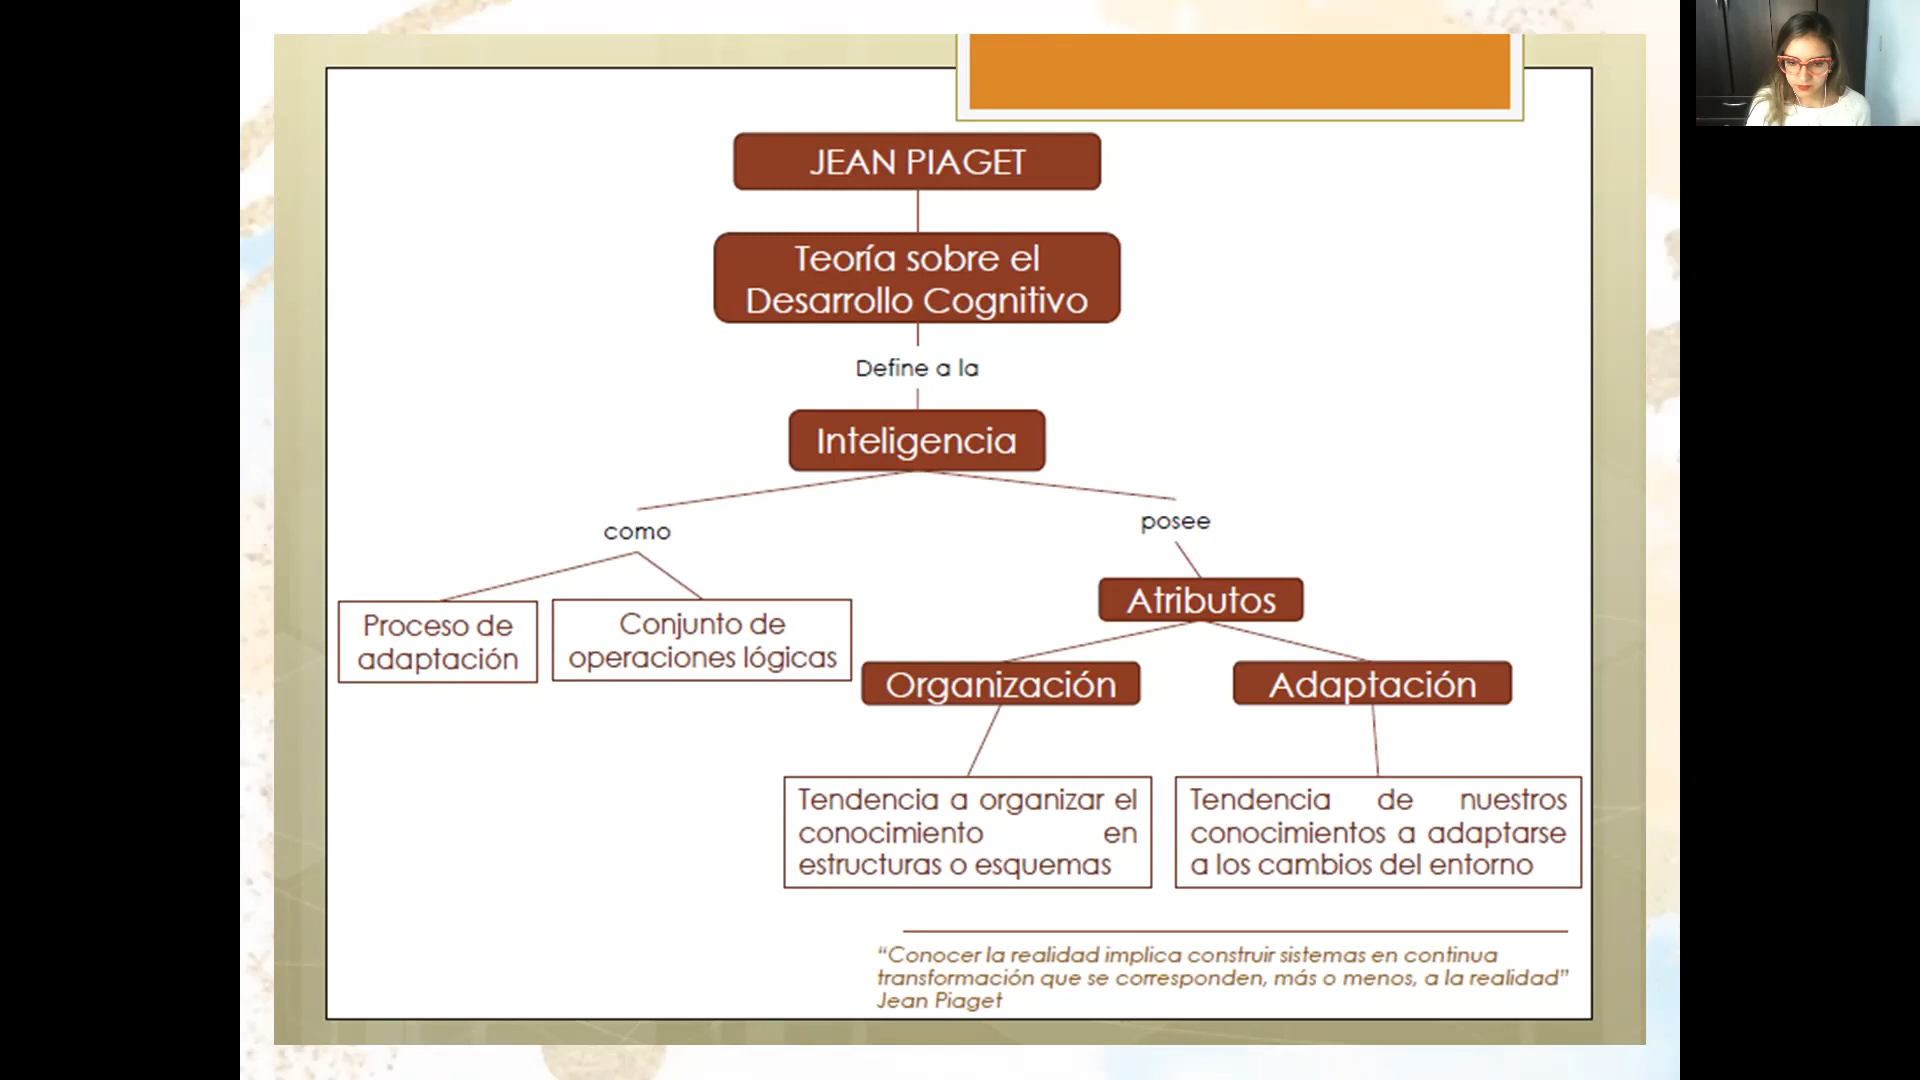 JEAN PIAGET
Teoría sobre el
Desarrollo Cognitivo
Define a la
Inteligencia
como
posee
Proceso de
adaptación
Conjunto de
operaciones lógicas
Atributos
Organización
Adaptación
Tendencia a organizar el
conocimiento en
estructuras o esquemas
Tendencia de nuestros
conocimientos a adaptarse
a los cambios del entorno
“Conocer la realidad implica construir sistemas en continua
transformación que se corresponden, más o menos, a la realidad”
Jean Piaget